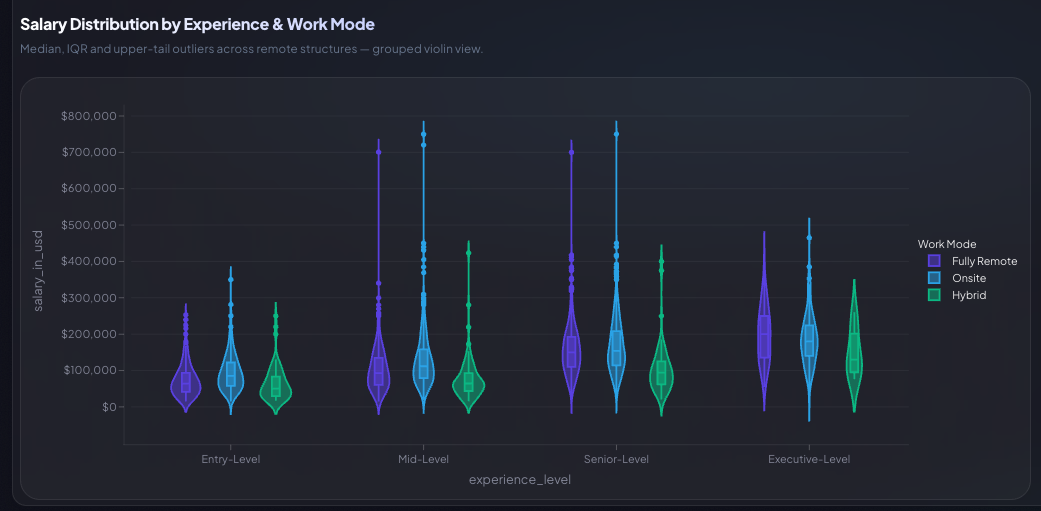 Salary Distribution by Experience & Work Mode
Median, IQR and upper-tail outliers across remote structures — grouped violin view.
$800,000
$700,000
$600,000
$500,000
$400,000
$300,000
$200,000
$100,000
$0
salary_in_usd
Entry-Level Mid-Level Senior-Level Executive-Level
experience_level
Work Mode
Fully Remote
Onsite
Hybrid